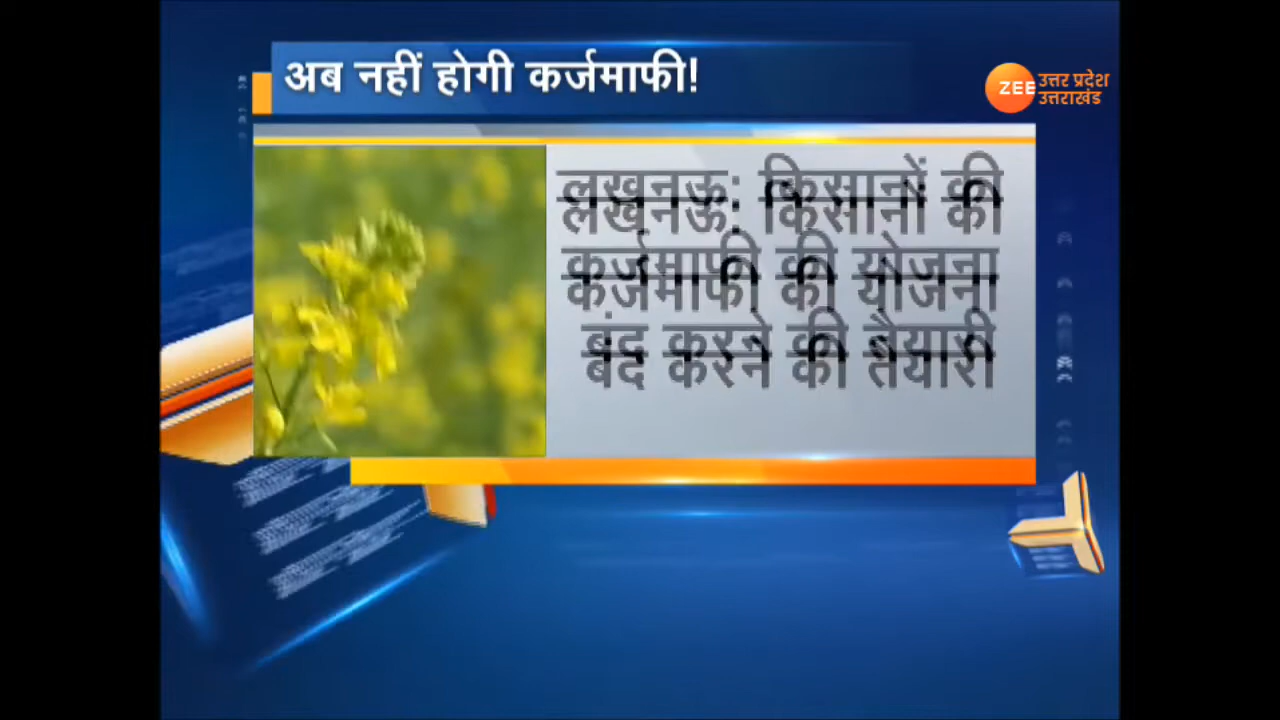 अब नहीं होगी कर्जमाफी!
ZEE उत्तर प्रदेश
उत्तराखंड
लखनऊ: किसानों की
कर्जमाफी की योजना
बंद करने की तैयारी